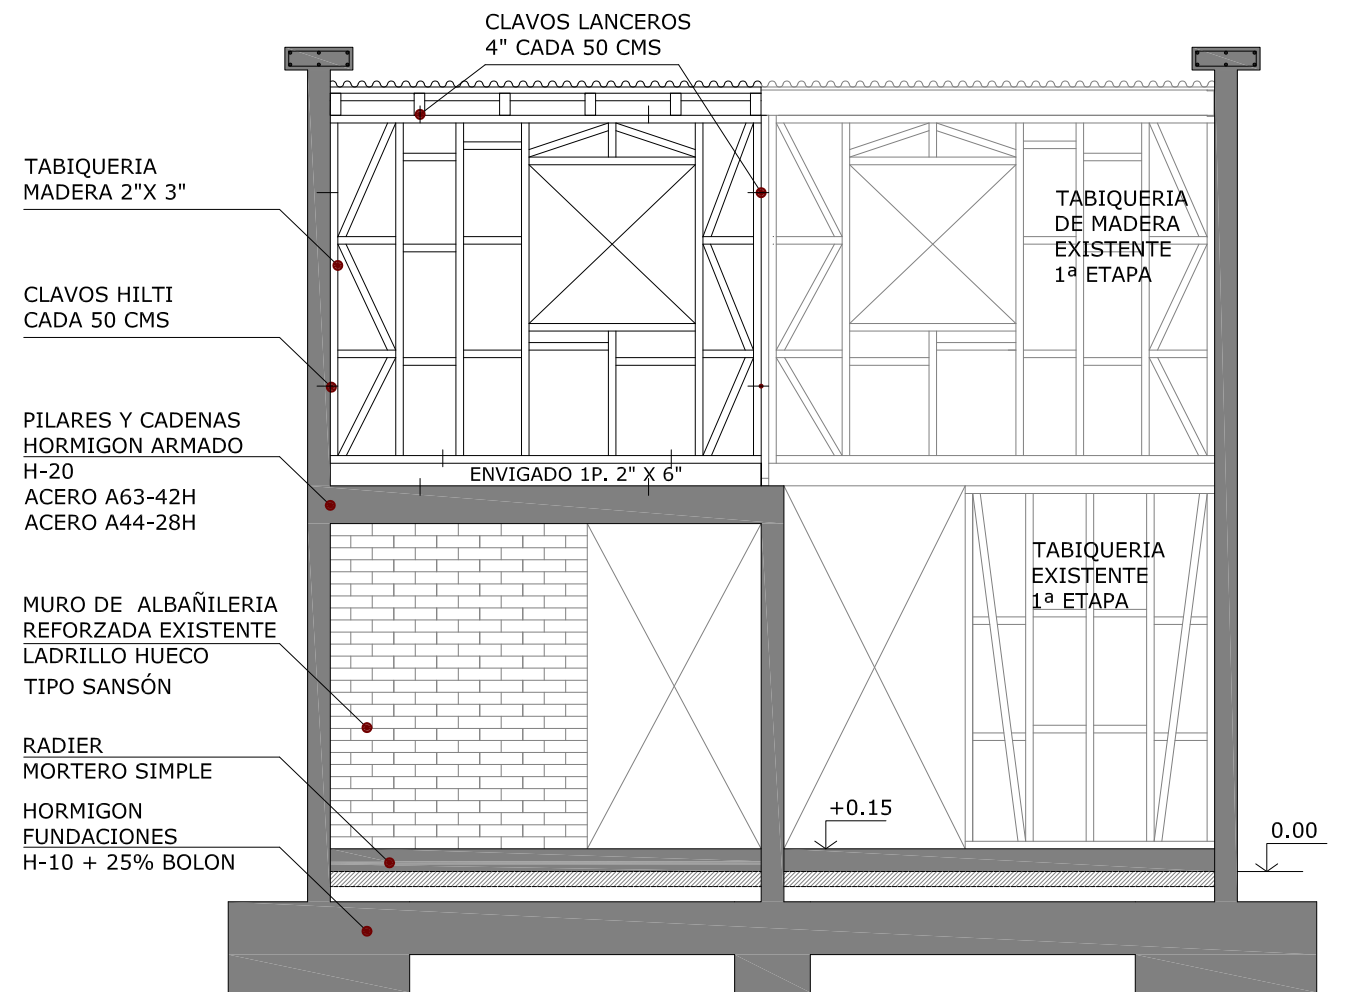 CLAVOS LANCEROS
4" CADA 50 CMS
TABIQUERIA
MADERA 2"X 3"
CLAVOS HILTI
CADA 50 CMS
PILARES Y CADENAS
HORMIGON ARMADO
H-20
ACERO A63-42H
ACERO A44-28H
MURO DE  ALBAÑILERIA
REFORZADA EXISTENTE
LADRILLO HUECO
TIPO SANSÓN
RADIER
MORTERO SIMPLE
HORMIGON
FUNDACIONES
H-10 + 25% BOLON
ENVIGADO 1P. 2" X 6"
TABIQUERIA
DE MADERA
EXISTENTE
1ª ETAPA
TABIQUERIA
EXISTENTE
1ª ETAPA
+0.15
0.00